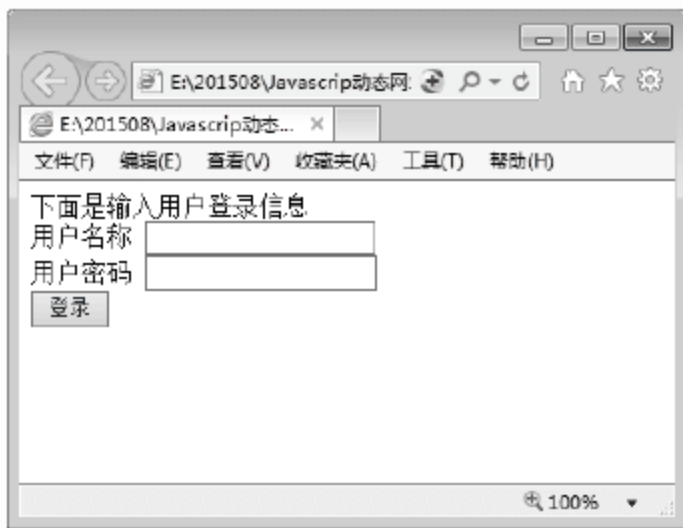 E:\201508\Javascrip动态网:
E:\201508\Javascrip动态...
文件(F) 编辑(E) 查看(V) 收藏夹(A) 工具(T) 帮助(H)
下面是输入用户登录信息
用户名称
用户密码
登录
100%